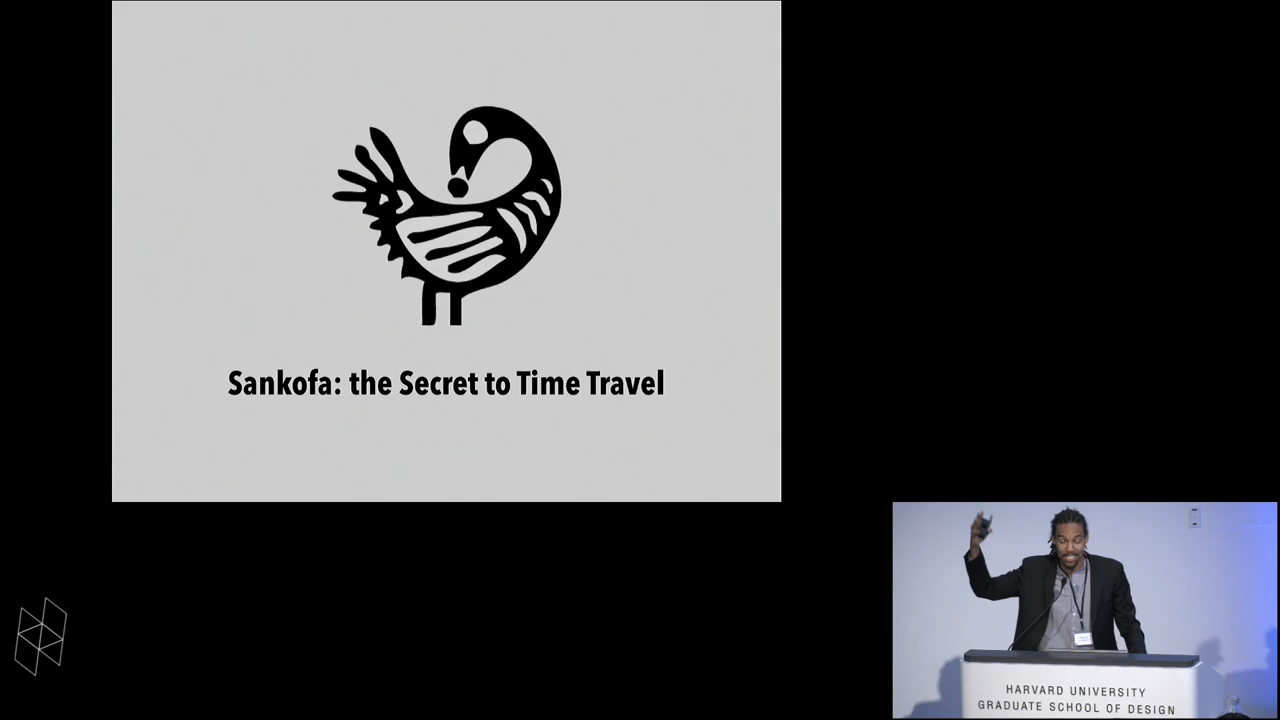 Sankofa: the Secret to Time Travel
HARVARD UNIVERSITY
GRADUATE SCHOOL OF DESIGN